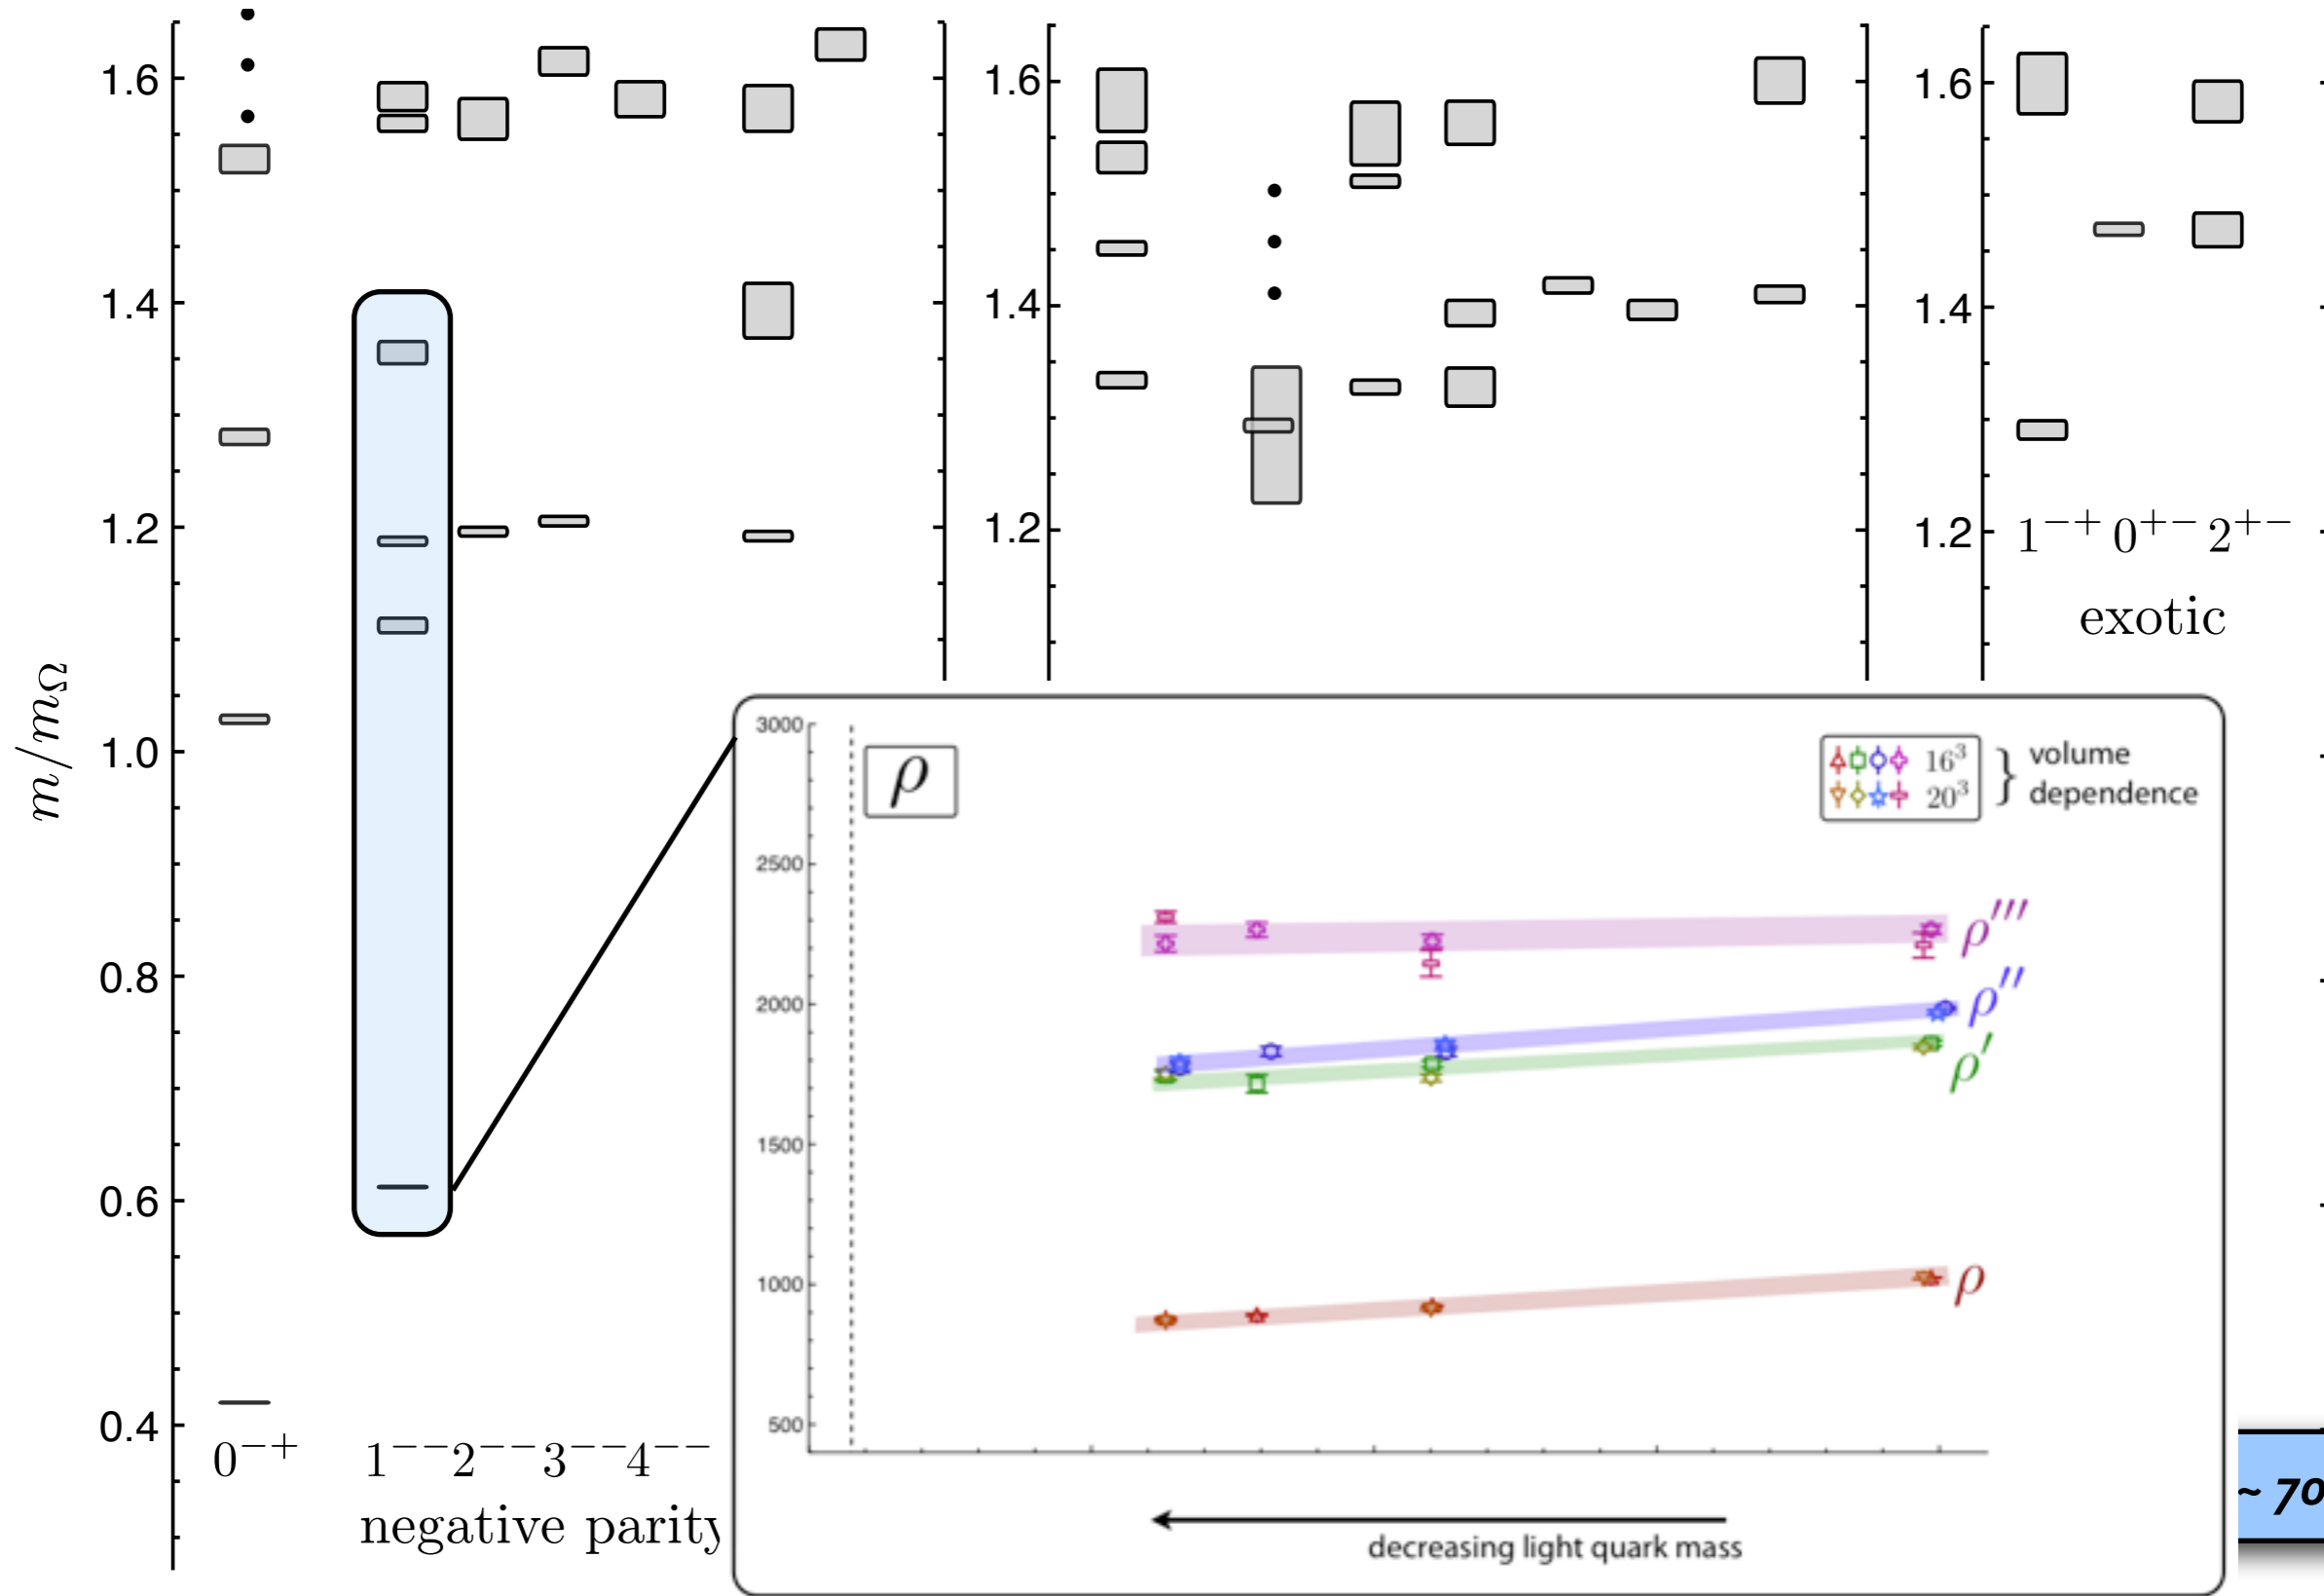 1.6
1.4
1.2
1.0
0.8
0.6
0.4
m/m_Ω
0⁻⁺ 1⁻⁻ 2⁻⁻ 3⁻⁻ 4⁻⁻
negative parity
1.6
1.4
1.2
1.6
1.4
1.2
1⁻⁺ 0⁺⁻ 2⁺⁻
exotic
3000
2500
2000
1500
1000
500
ρ
16³
20³
} volume
dependence
ρ′′′
ρ′′
ρ′
ρ
decreasing light quark mass
~ 70